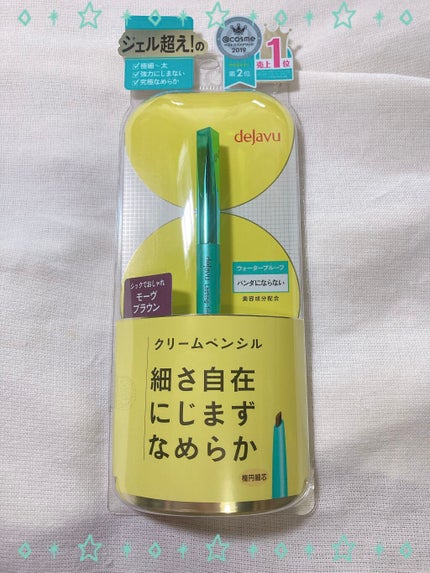 ジェル超え!の
極細〜太
強力にじまない
究極なめらか
@cosme
2019
第2位
売上1位
dejavu
dejavu
シックでおしゃれ
モーヴ
ブラウン
ウォータープルーフ
パンダにならない
美容成分配合
クリームペンシル
細さ自在
にじまず
なめらか
楕円細芯